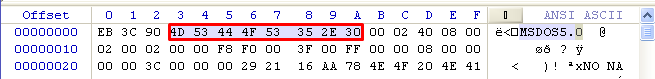 Offset 0 1 2 3 4 5 6 7 8 9 A B C D E F ANSI ASCII
00000000 EB 3C 90 4D 53 44 4F 53 35 2E 30 00 02 40 08 00 ë< MSDOS5.0 @
00000010 02 00 02 00 00 F8 F0 00 3F 00 FF 00 00 08 00 00 øð ? ÿ
00000020 00 00 3C 00 00 00 29 21 16 AA 78 4E 4F 20 4E 41 < )! ªxNO NA